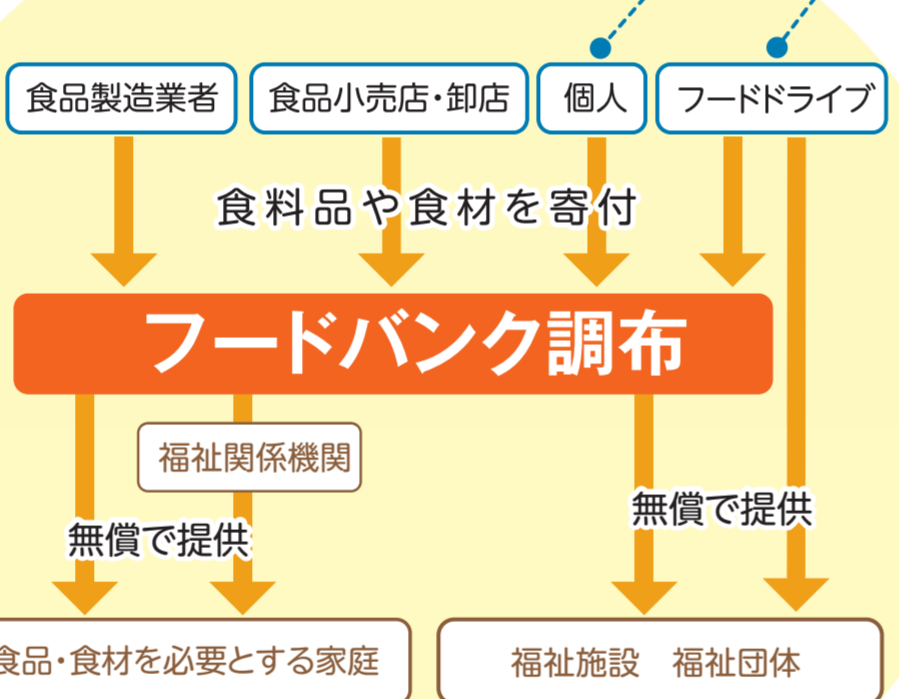 食品製造業者
食品小売店・卸店
個人
フードドライブ
食料品や食材を寄付
フードバンク調布
福祉関係機関
無償で提供
無償で提供
食品・食材を必要とする家庭
福祉施設　福祉団体